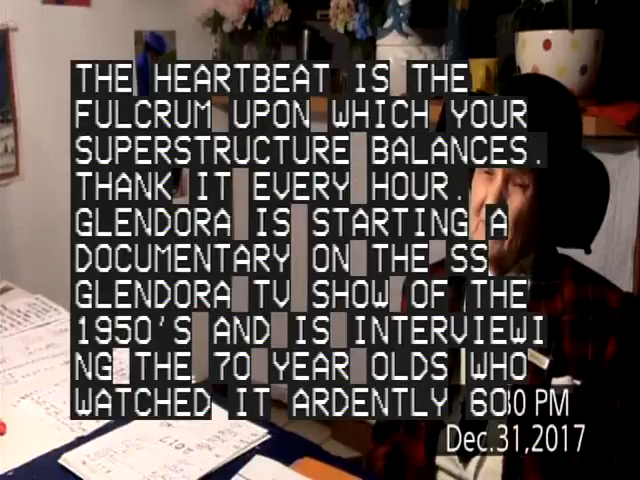 THE HEARTBEAT IS THE
FULCRUM UPON WHICH YOUR
SUPERSTRUCTURE BALANCES.
THANK IT EVERY HOUR.
GLENDORA IS STARTING A
DOCUMENTARY ON THE SS
GLENDORA TV SHOW OF THE
1950'S AND IS INTERVIEWI
NG THE 70 YEAR OLDS WHO
WATCHED IT ARDENTLY 60
0 PM
Dec.31,2017